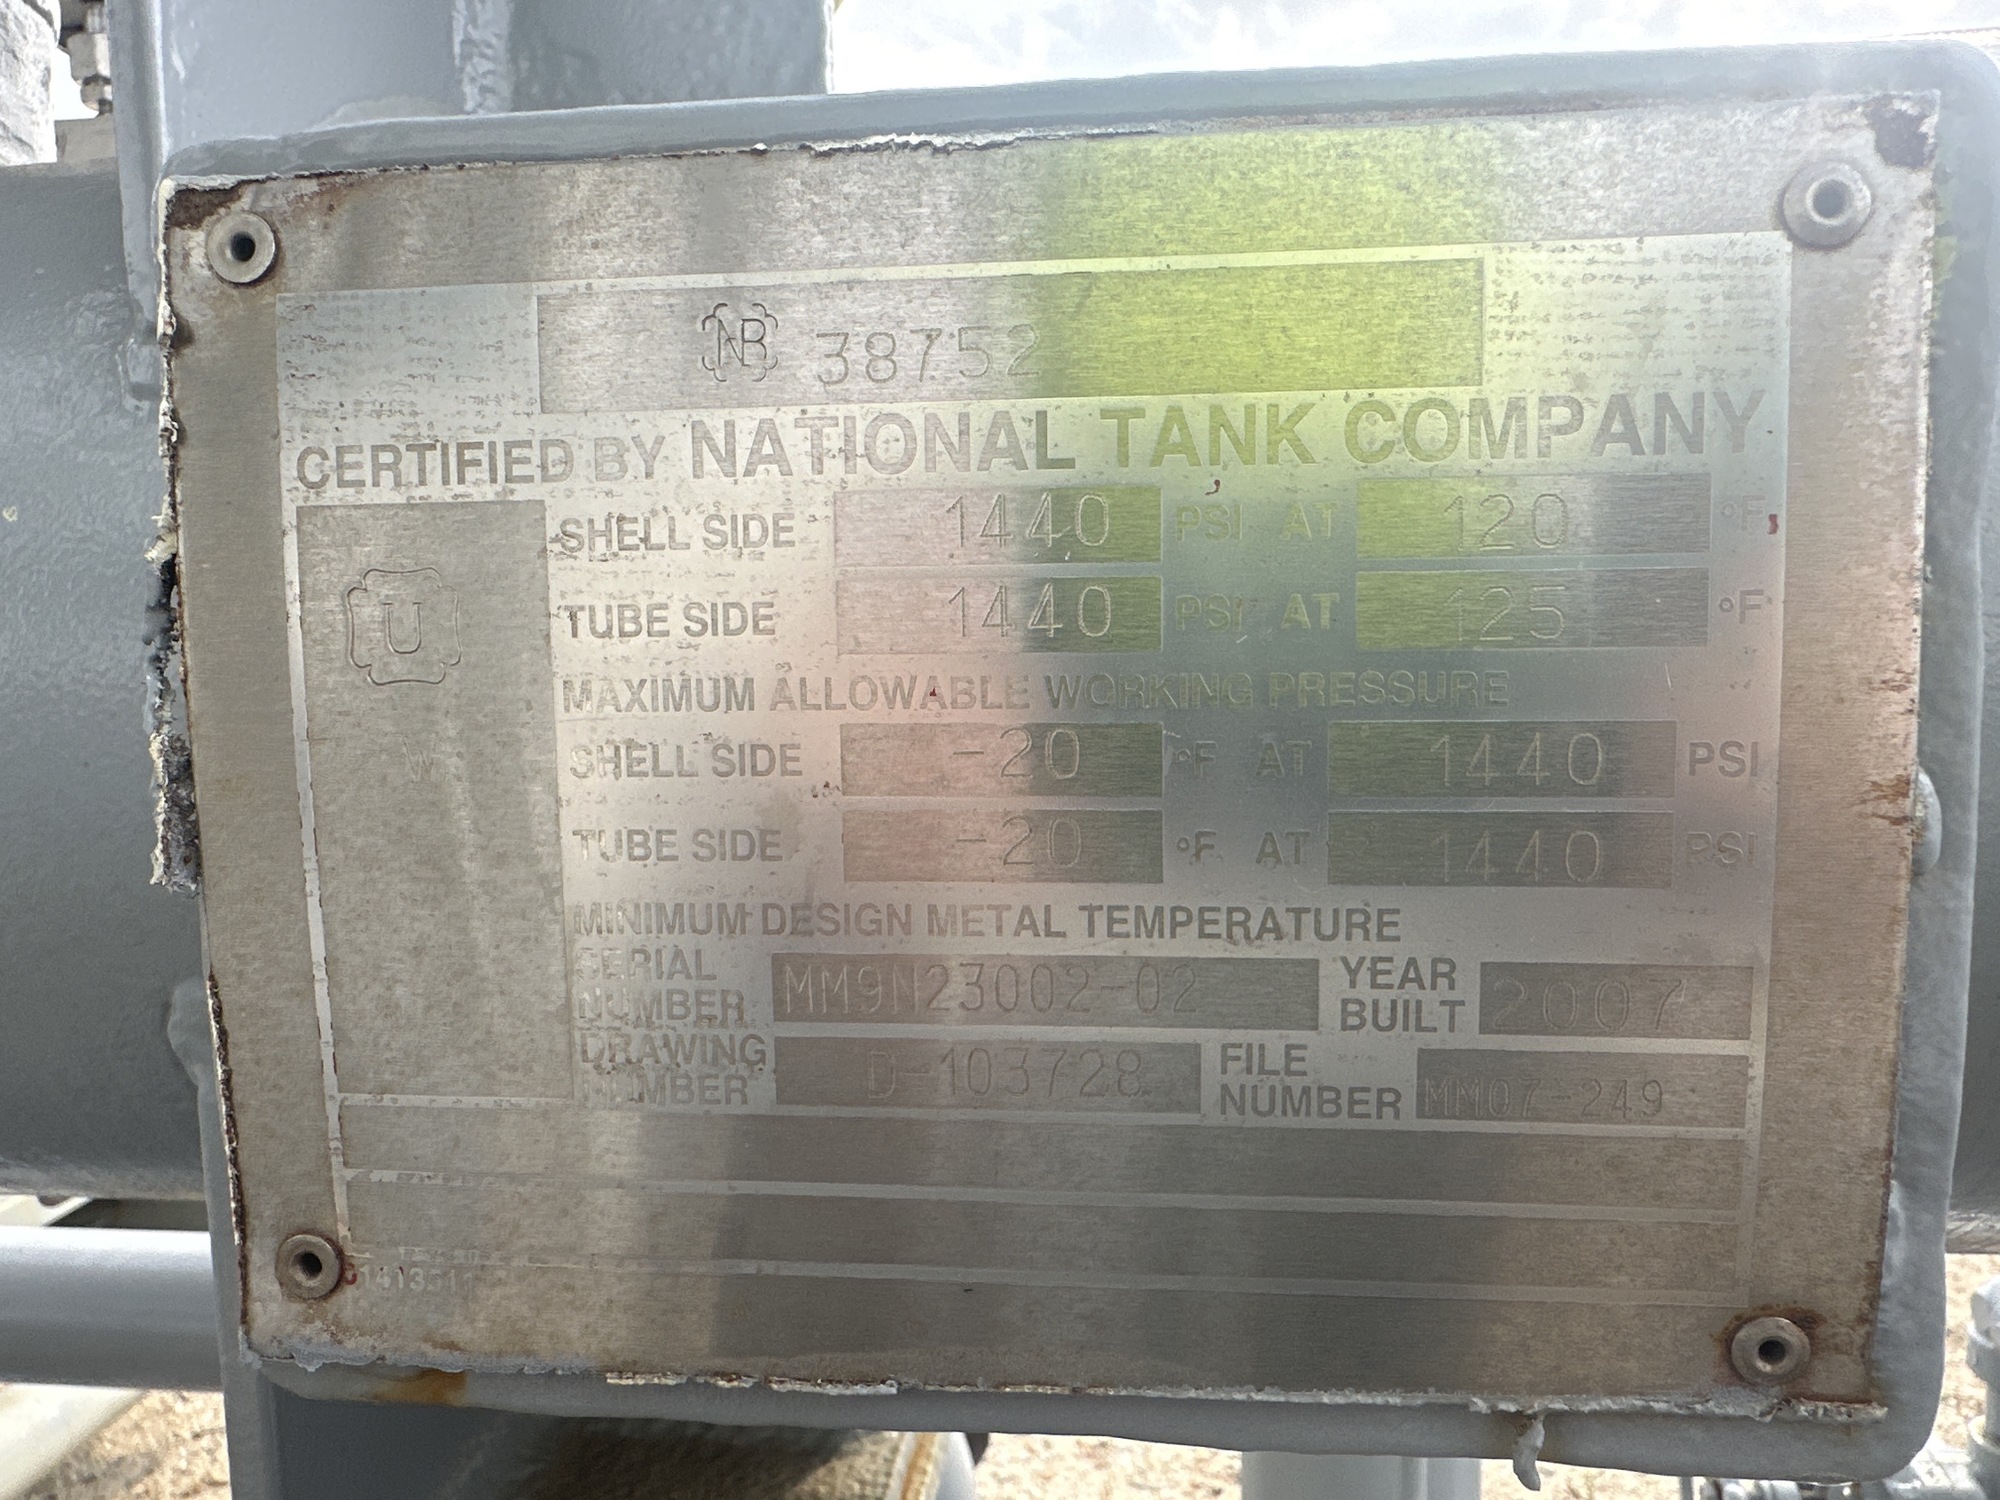 NB 38752
CERTIFIED BY NATIONAL TANK COMPANY
U
W
SHELL SIDE 1440 PSI AT 120 °F
TUBE SIDE 1440 PSI AT 125 °F
MAXIMUM ALLOWABLE WORKING PRESSURE
SHELL SIDE -20 °F AT 1440 PSI
TUBE SIDE -20 °F AT 1440 PSI
MINIMUM DESIGN METAL TEMPERATURE
SERIAL NUMBER MM9N23002-02 YEAR BUILT 2007
DRAWING NUMBER D-103728 FILE NUMBER MM07-249